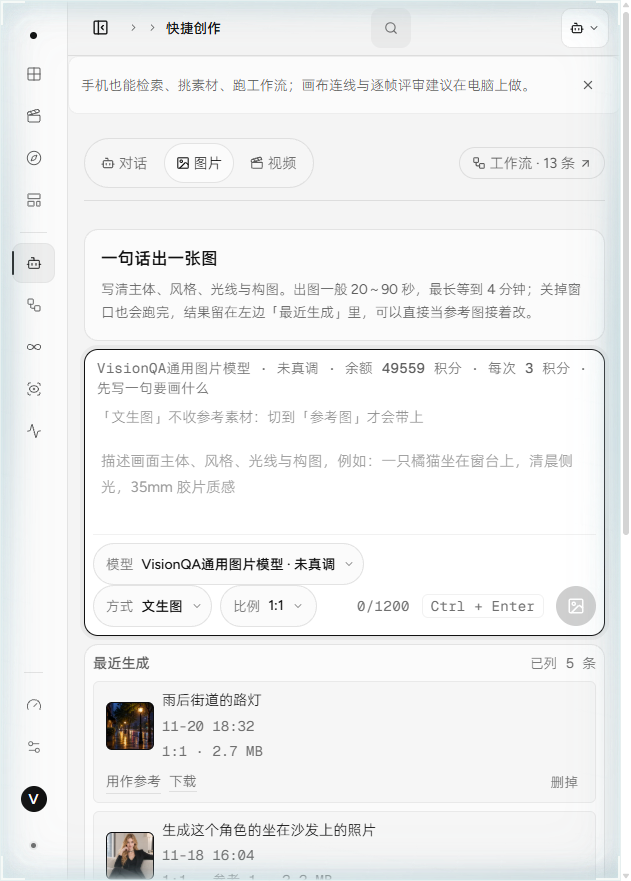 快捷创作
手机也能检索、挑素材、跑工作流；画布连线与逐帧评审建议在电脑上做。
对话 图片 视频 工作流 · 13 条
一句话出一张图
写清主体、风格、光线与构图。出图一般 20～90 秒，最长等到 4 分钟；关掉窗
口也会跑完，结果留在左边「最近生成」里，可以直接当参考图接着改。
VisionQA通用图片模型 · 未真调 · 余额 49559 积分 · 每次 3 积分 ·
先写一句要画什么
「文生图」不收参考素材：切到「参考图」才会带上
描述画面主体、风格、光线与构图，例如：一只橘猫坐在窗台上，清晨侧
光，35mm 胶片质感
模型 VisionQA通用图片模型 · 未真调
方式 文生图 比例 1:1 0/1200 Ctrl + Enter
最近生成 已列 5 条
雨后街道的路灯
11-20 18:32
1:1 · 2.7 MB
用作参考 下载 删掉
V
生成这个角色的坐在沙发上的照片
11-18 16:04